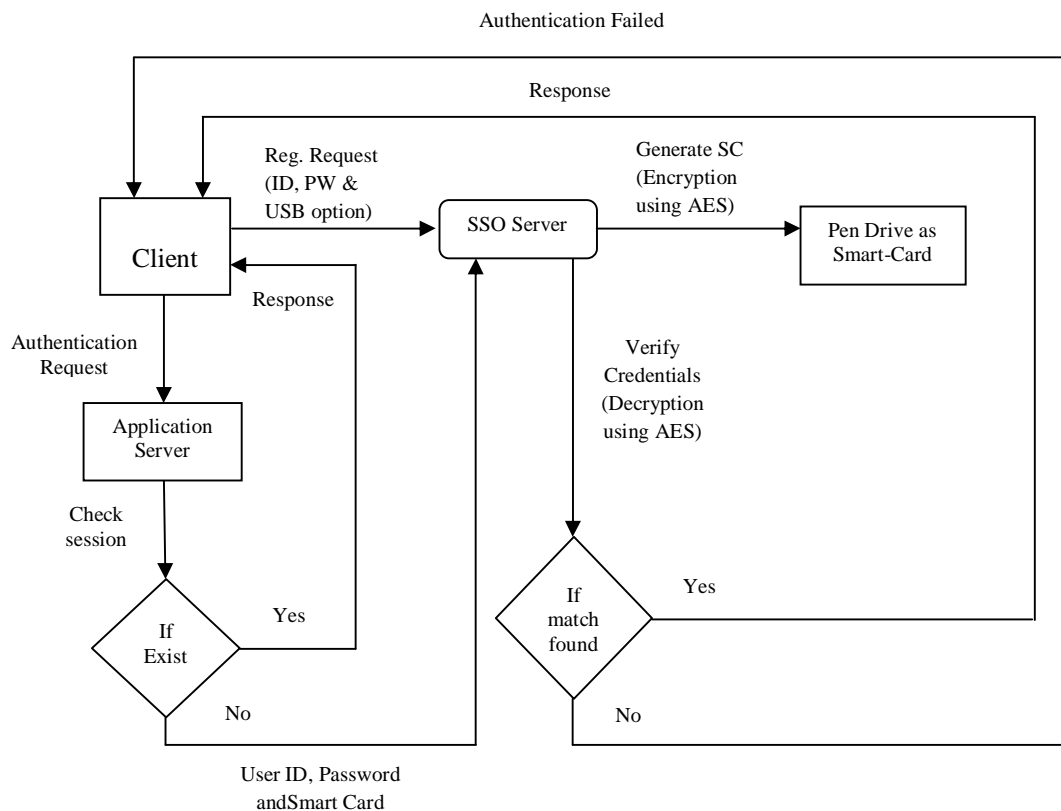 Authentication Failed
Response
Reg. Request
(ID, PW &
USB option)
Generate SC
(Encryption
using AES)
Client
SSO Server
Pen Drive as
Smart-Card
Response
Authentication
Request
Verify
Credentials
(Decryption
using AES)
Application
Server
Check
session
If
Exist
Yes
If
match
found
Yes
No
No
User ID, Password
andSmart Card